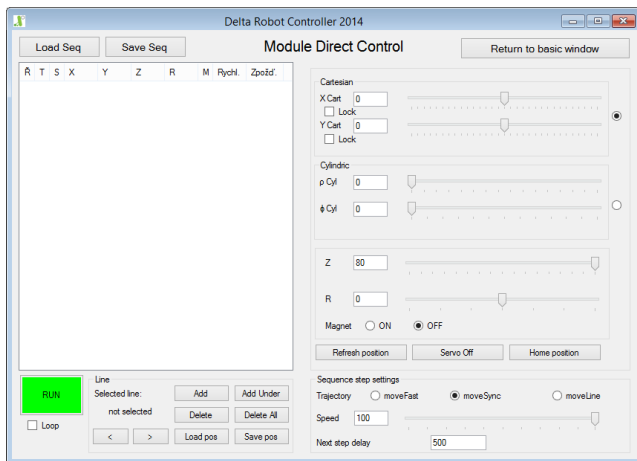 Delta Robot Controller 2014
Load Seq Save Seq Module Direct Control Return to basic window
Ř T S X Y Z R M Rychl. Zpožď.
Cartesian
X Cart 0
Lock
Y Cart 0
Lock
Cylindric
ρ Cyl 0
ϕ Cyl 0
Z 80
R 0
Magnet ON OFF
Refresh position Servo Off Home position
RUN
Loop
Line
Selected line: Add Add Under
not selected Delete Delete All
< > Load pos Save pos
Sequence step settings
Trajectory moveFast moveSync moveLine
Speed 100
Next step delay 500